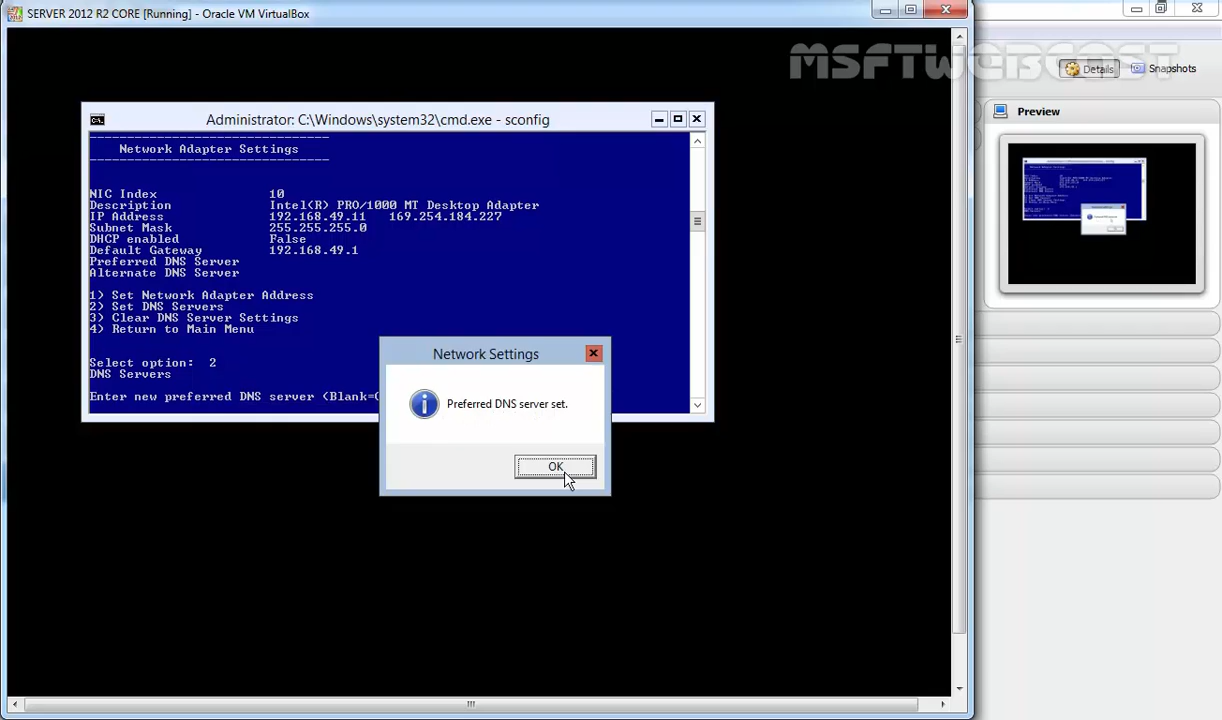 SERVER 2012 R2 CORE [Running] - Oracle VM VirtualBox
MSFTWEBCAST
Details
Snapshots
Preview
Administrator: C:\Windows\system32\cmd.exe - sconfig
Network Adapter Settings
NIC Index 10
Description Intel(R) PRO/1000 MT Desktop Adapter
IP Address 192.168.49.11 169.254.184.227
Subnet Mask 255.255.255.0
DHCP enabled False
Default Gateway 192.168.49.1
Preferred DNS Server
Alternate DNS Server
1) Set Network Adapter Address
2) Set DNS Servers
3) Clear DNS Server Settings
4) Return to Main Menu
Select option: 2
DNS Servers
Enter new preferred DNS server (Blank=
Network Settings
Preferred DNS server set.
OK